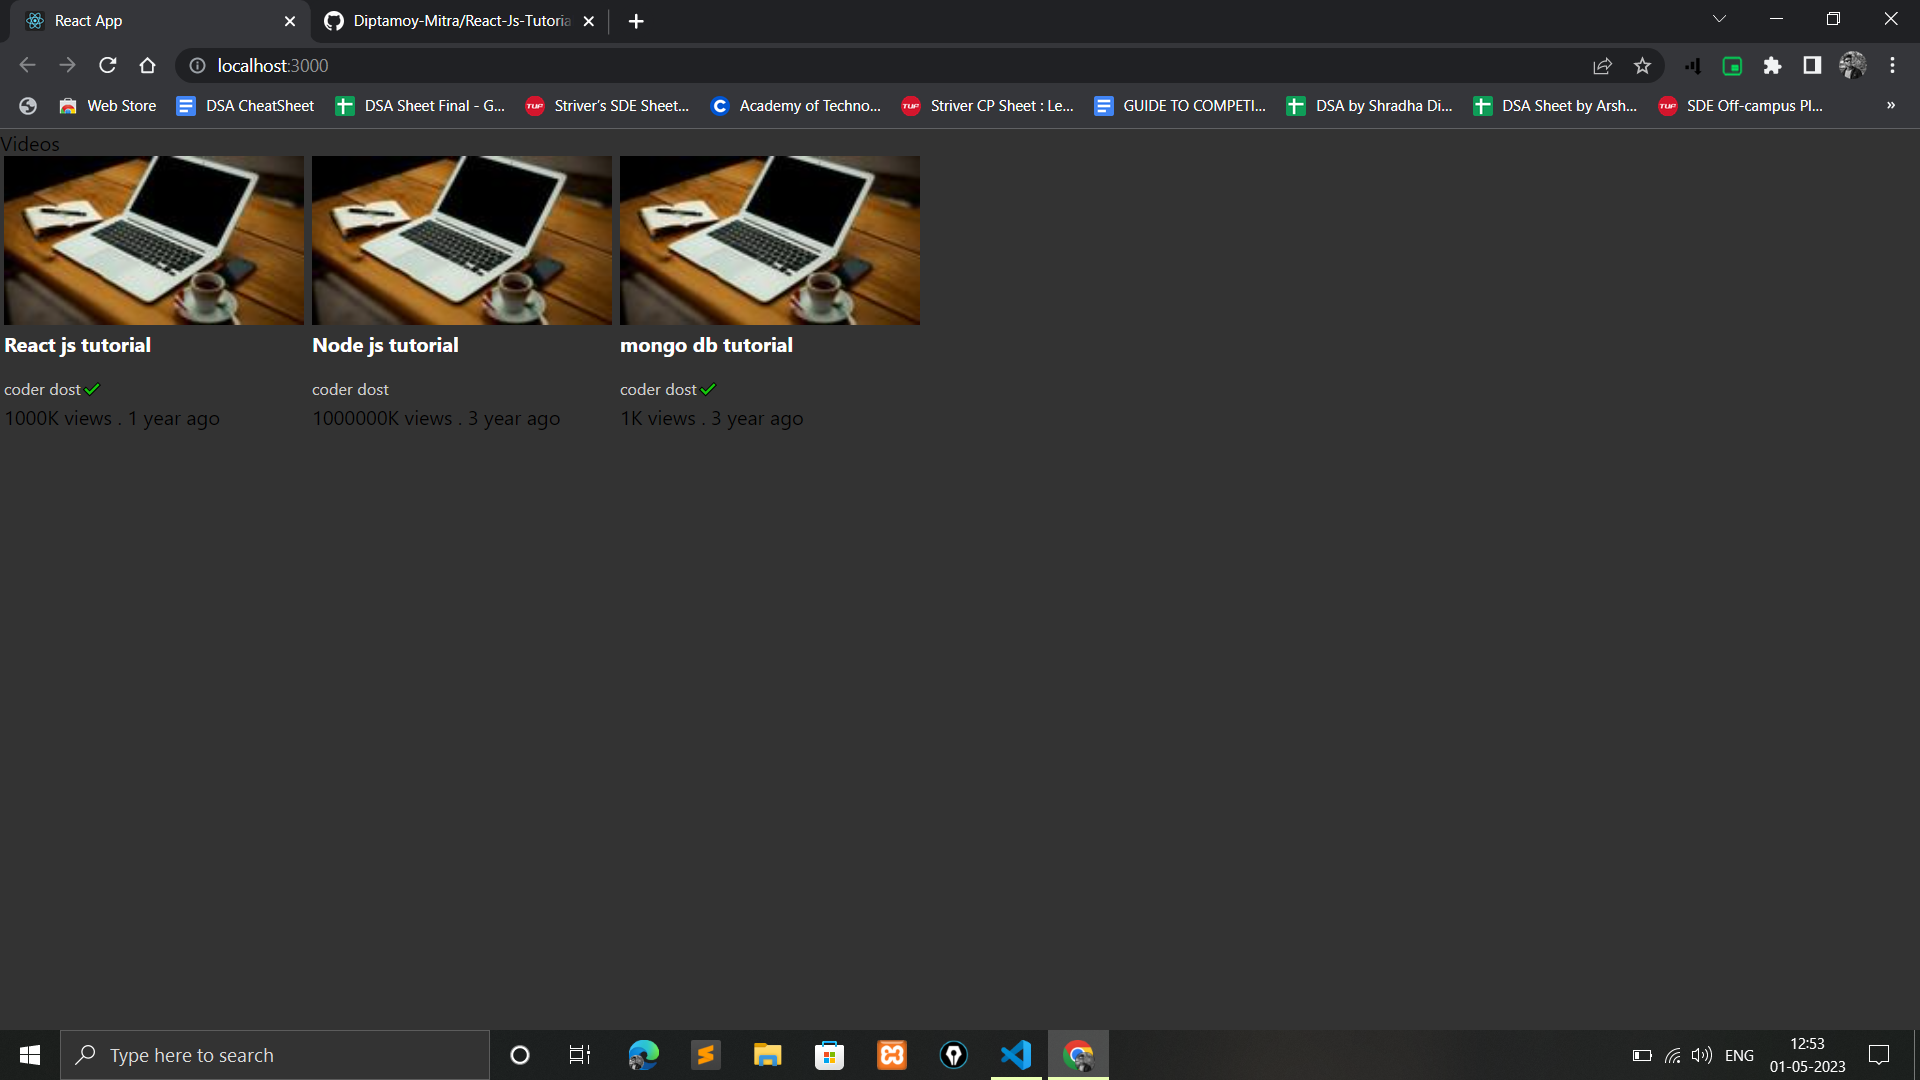 React App
Diptamoy-Mitra/React-Js-Tutoria
localhost:3000
Web Store
DSA CheatSheet
DSA Sheet Final - G...
TUF
Striver's SDE Sheet...
Academy of Techno...
TUF
Striver CP Sheet : Le...
GUIDE TO COMPETI...
DSA by Shradha Di...
DSA Sheet by Arsh...
TUF
SDE Off-campus Pl...
»
Videos
React js tutorial
Node js tutorial
mongo db tutorial
coder dost
coder dost
coder dost
1000K views . 1 year ago
1000000K views . 3 year ago
1K views . 3 year ago
Type here to search
ENG
12:53
01-05-2023